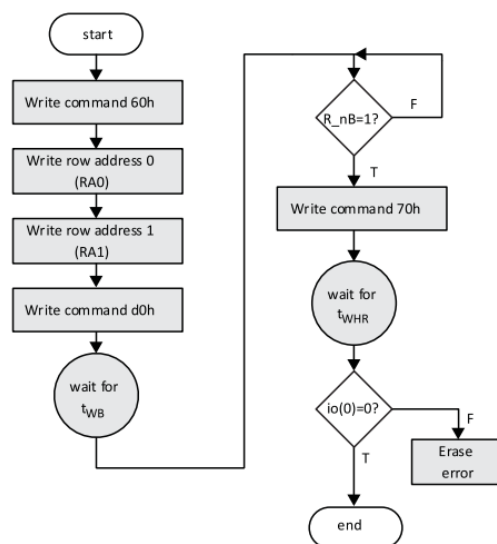 start
Write command 60h
Write row address 0
(RA0)
Write row address 1
(RA1)
Write command d0h
wait for
tWB
R_nB=1?
F
T
Write command 70h
wait for
tWHR
io(0)=0?
F
T
Erase
error
end